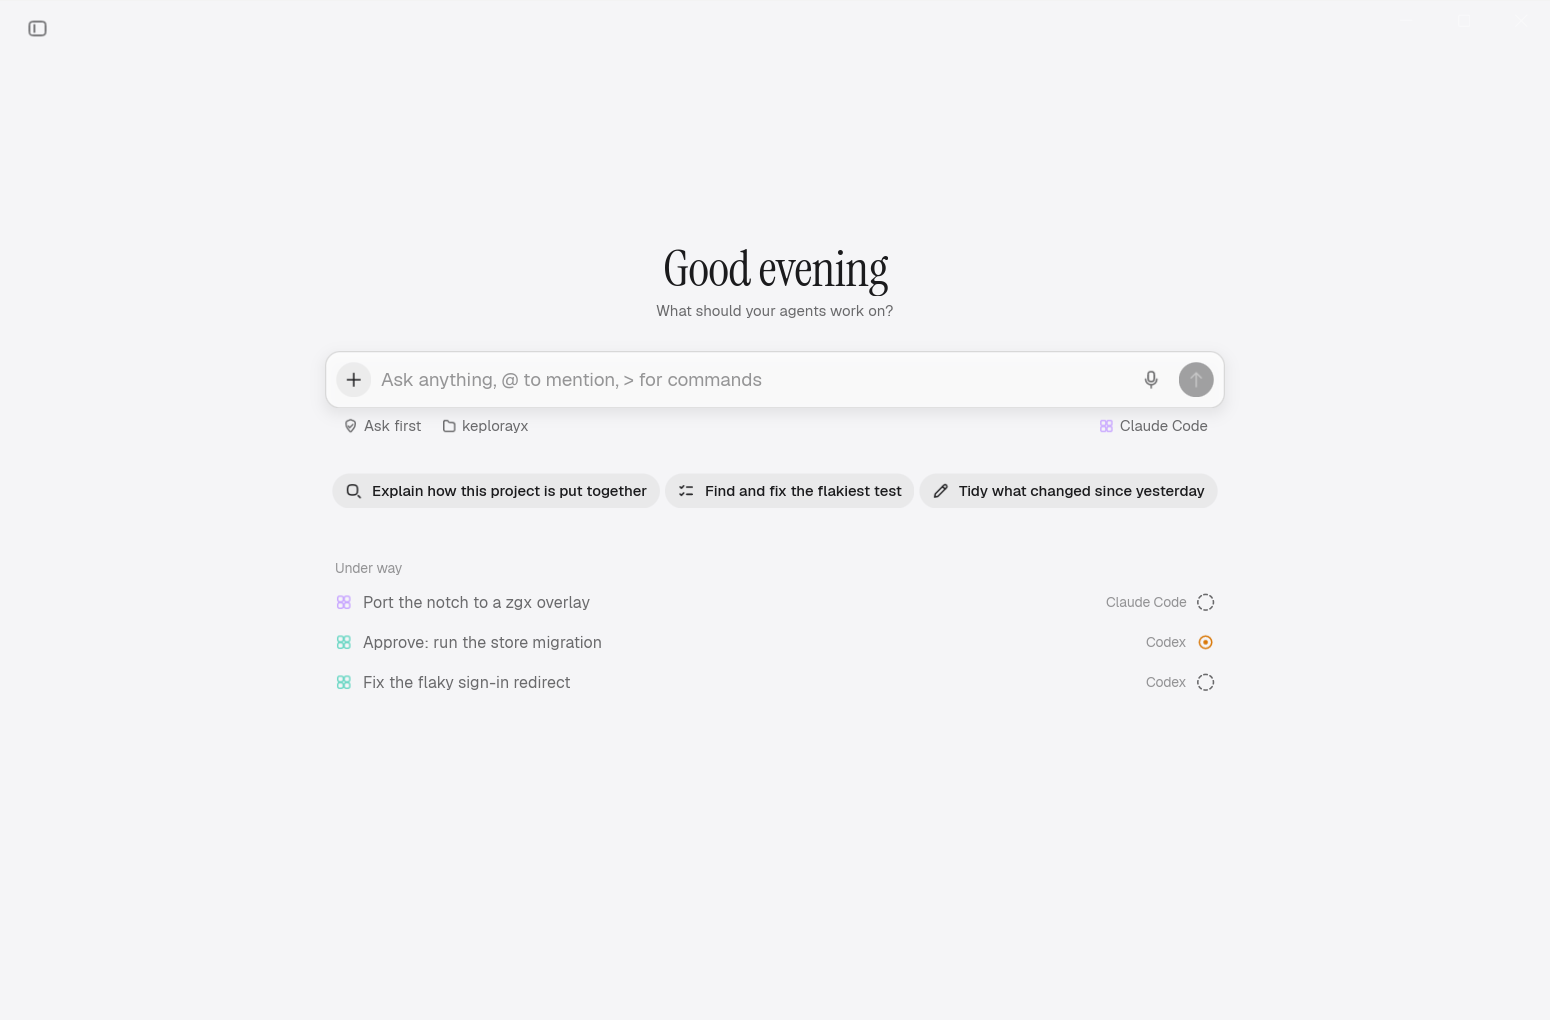 Good evening
What should your agents work on?
Ask anything, @ to mention, > for commands
Ask first keplorayx Claude Code
Explain how this project is put together Find and fix the flakiest test Tidy what changed since yesterday
Under way
Port the notch to a zgx overlay Claude Code
Approve: run the store migration Codex
Fix the flaky sign-in redirect Codex